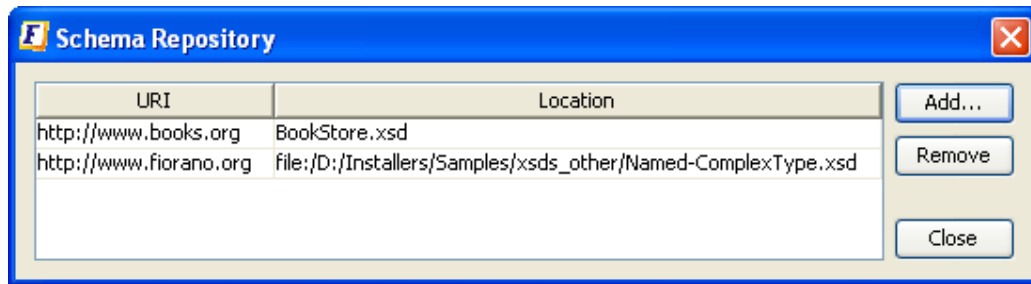 Schema Repository
URI Location
http://www.books.org BookStore.xsd
http://www.fiorano.org file:/D:/Installers/Samples/xsds_other/Named-ComplexType.xsd
Add...
Remove
Close